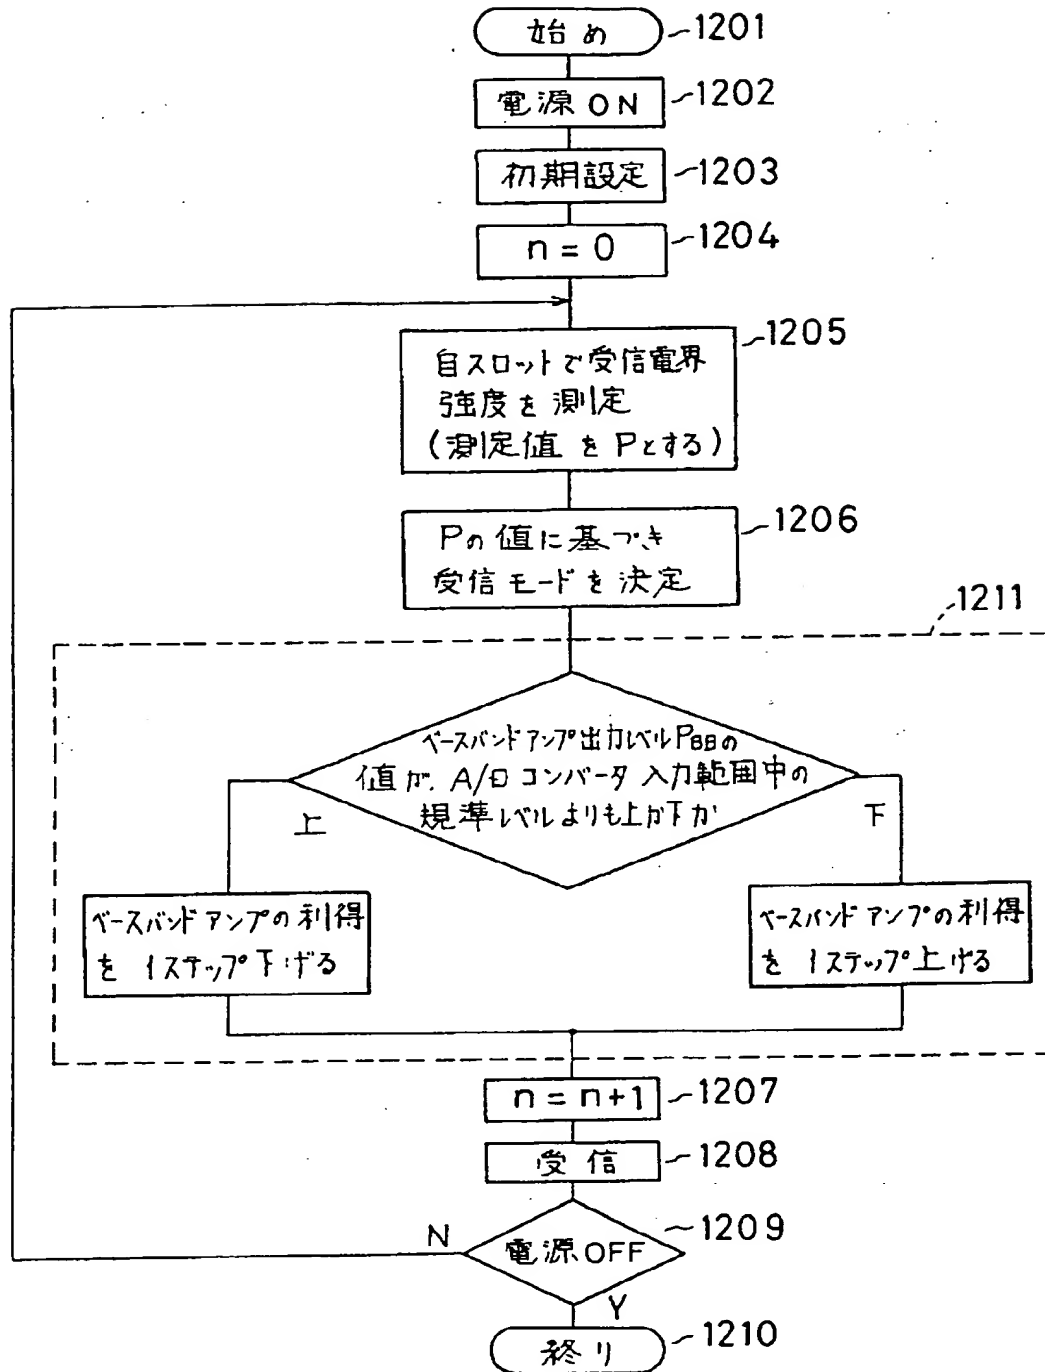 始め
1201
電源ON
1202
初期設定
1203
n = 0
1204
1205
自スロットで受信電界
強度を測定
(測定値をPとする)
1206
Pの値に基づき
受信モードを決定
1211
ベースバンドアンプ出力レベルPBBの
値が、A/Dコンバータ入力範囲中の
規準レベルよりも上か下か
上
下
ベースバンドアンプの利得
を1ステップ下げる
ベースバンドアンプの利得
を1ステップ上げる
n = n+1
1207
受信
1208
1209
N
電源OFF
Y
終り
1210